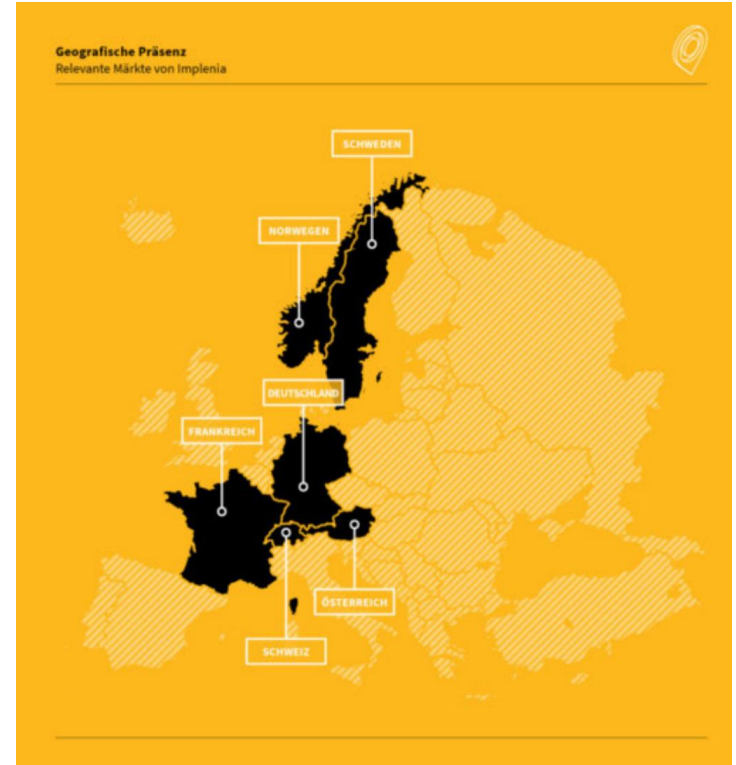 Geografische Präsenz
Relevante Märkte von Implenia
SCHWEDEN
NORWEGEN
DEUTSCHLAND
FRANKREICH
ÖSTERREICH
SCHWEIZ